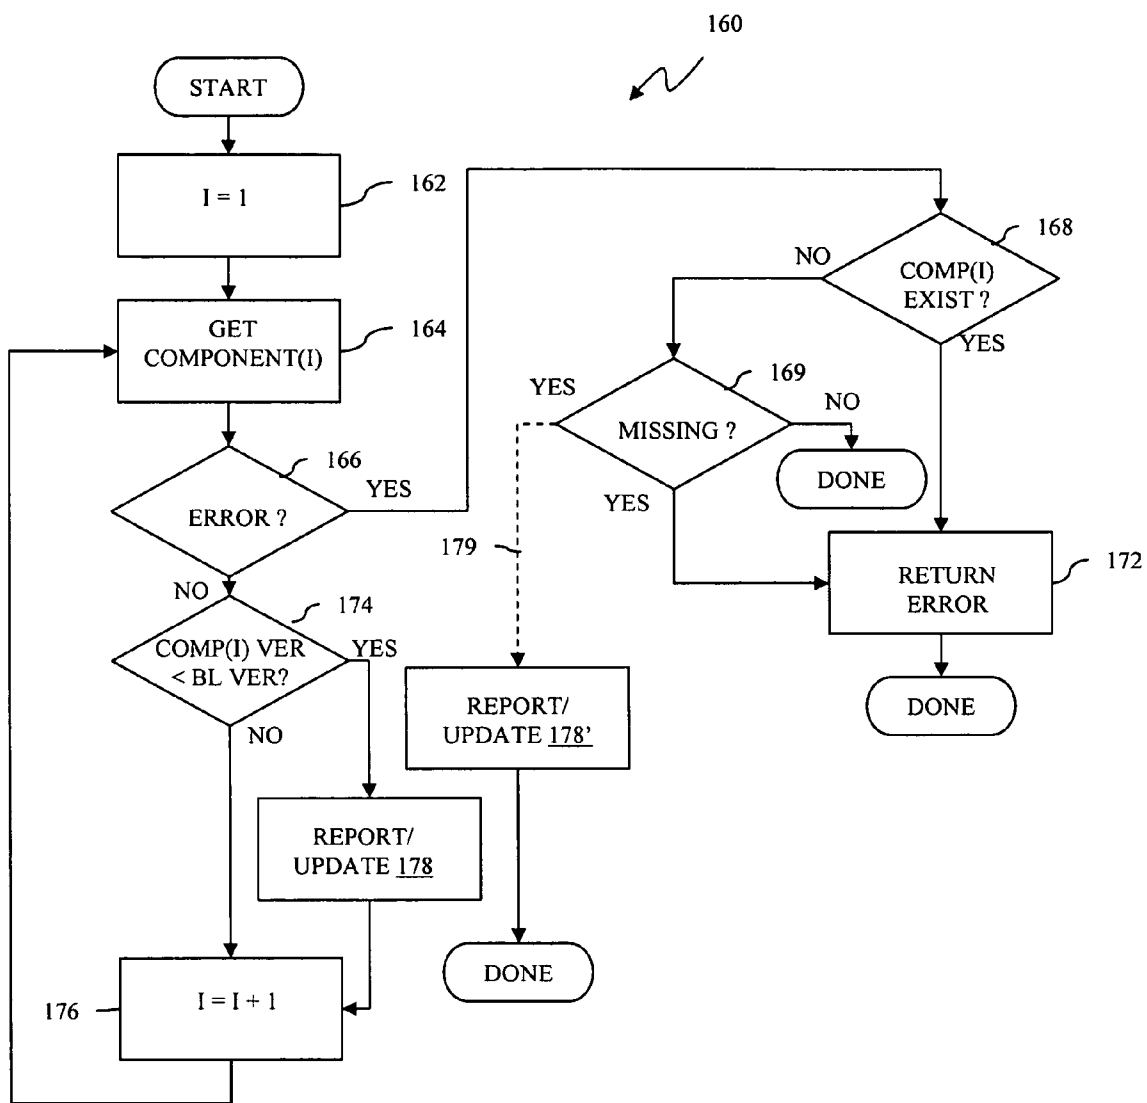 160
START
I = 1
162
168
NO
COMP(I)
EXIST ?
YES
GET
COMPONENT(I)
164
169
YES
NO
MISSING ?
DONE
YES
166
YES
ERROR ?
179
RETURN
ERROR
172
NO
174
COMP(I) VER
< BL VER?
YES
NO
REPORT/
UPDATE 178'
DONE
REPORT/
UPDATE 178
DONE
I = I + 1
176